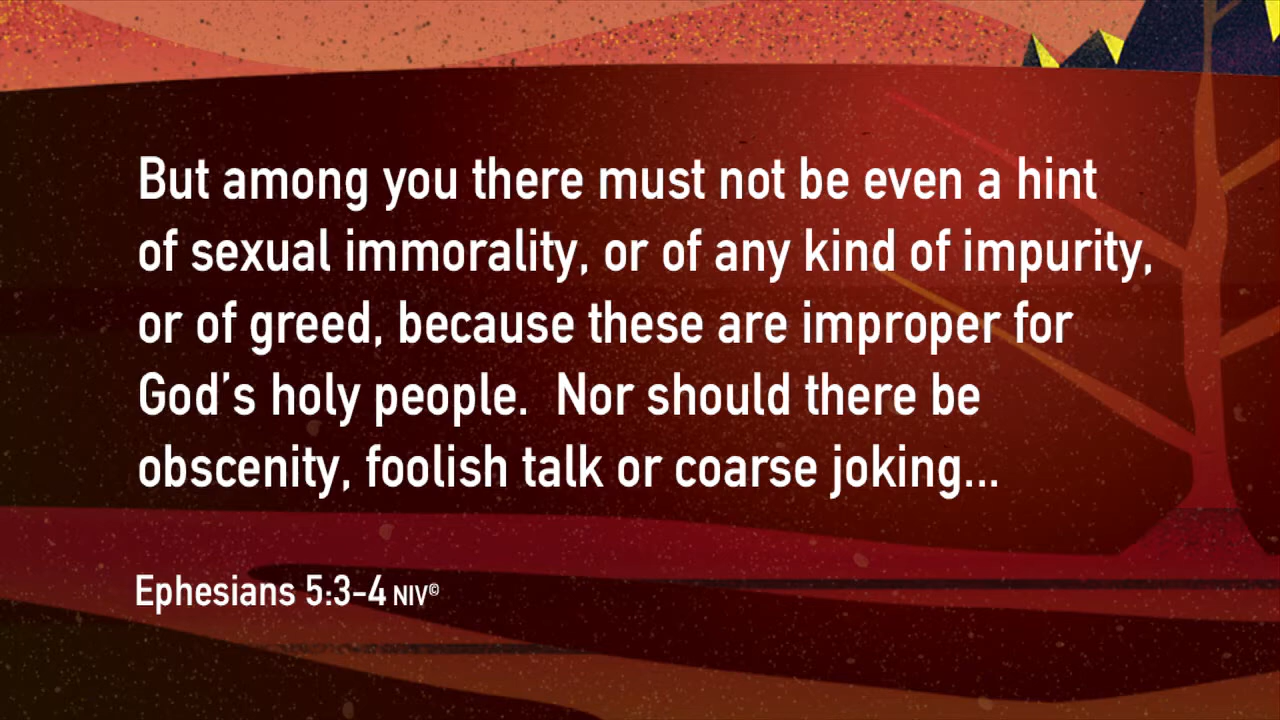 But among you there must not be even a hint
of sexual immorality, or of any kind of impurity,
or of greed, because these are improper for
God’s holy people.  Nor should there be
obscenity, foolish talk or coarse joking...
Ephesians 5:3-4 NIV©